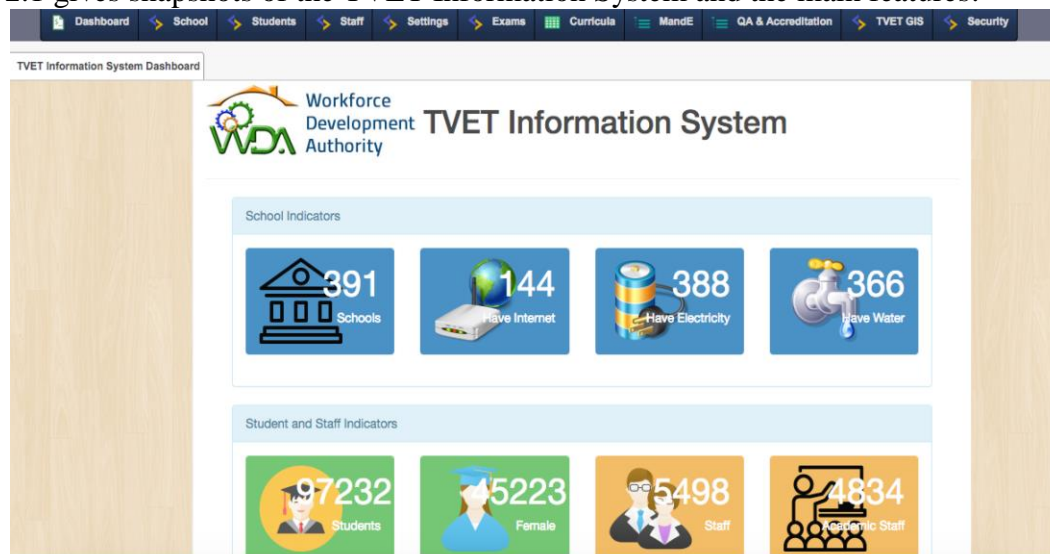 2.1 gives snapshots of the TVET Information System and the main features.
Dashboard School Students Staff Settings Exams Curricula MandE QA & Accreditation TVET GIS Security
TVET Information System Dashboard
WDA
Workforce
Development
Authority
TVET Information System
School Indicators
391
Schools
144
Have Internet
388
Have Electricity
366
Have Water
Student and Staff Indicators
97232
Students
45223
Female
5498
Staff
4834
Academic Staff